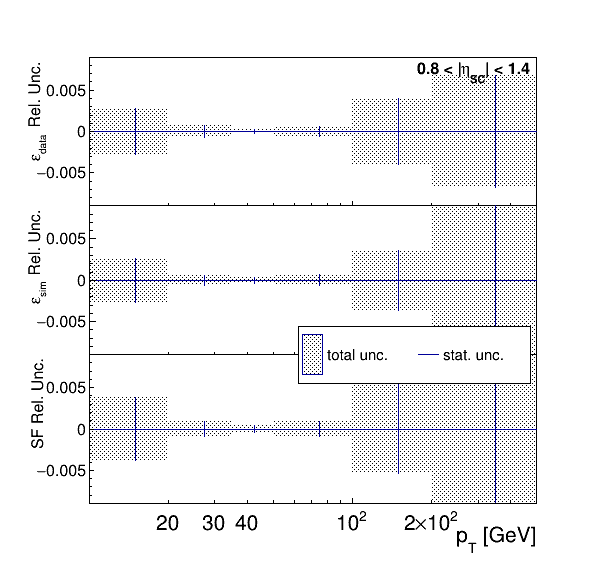 0.8 < |η_sc| < 1.4
ε_data Rel. Unc.
0.005
0
−0.005
ε_sim Rel. Unc.
0.005
0
−0.005
total unc. stat. unc.
SF Rel. Unc.
0.005
0
−0.005
20 30 40 10² 2×10²
p_T [GeV]